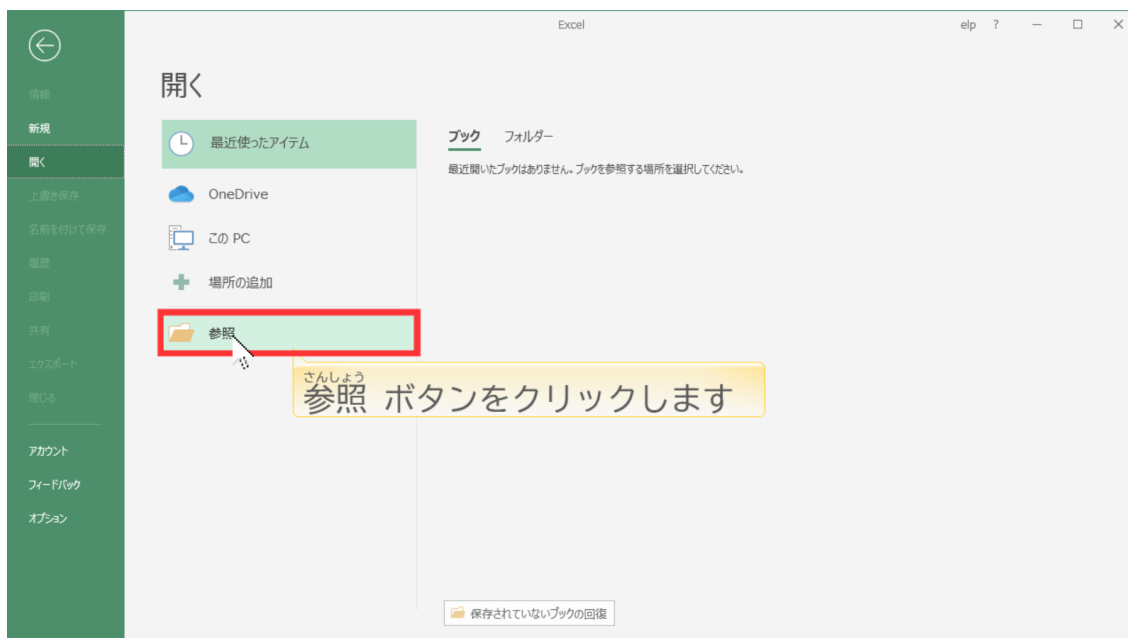 Excel
elp ?
情報
新規
開く
上書き保存
名前を付けて保存
履歴
印刷
共有
エクスポート
閉じる
アカウント
フィードバック
オプション
開く
最近使ったアイテム
OneDrive
この PC
場所の追加
参照
ブック フォルダー
最近開いたブックはありません。ブックを参照する場所を選択してください。
さんしょう
参照 ボタンをクリックします
保存されていないブックの回復